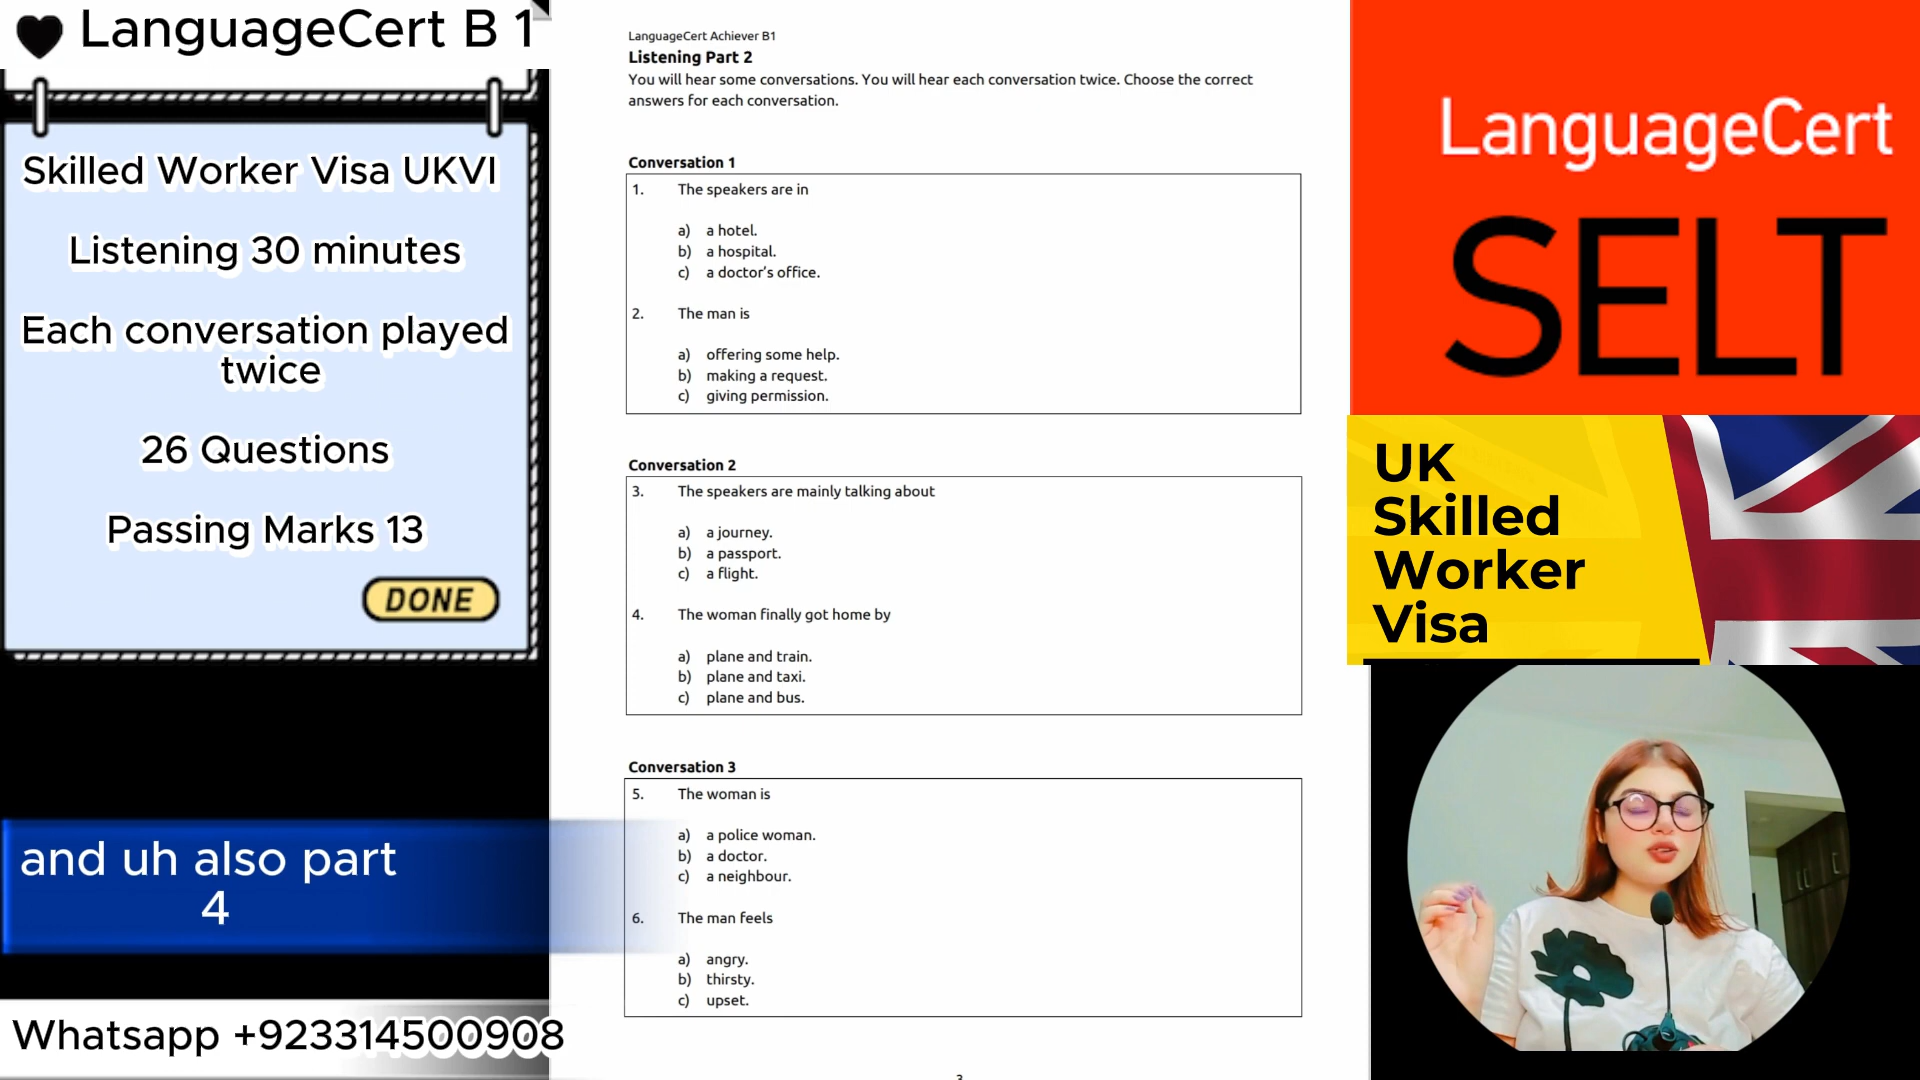 LanguageCert B 1
Skilled Worker Visa UKVI
Listening 30 minutes
Each conversation played
twice
26 Questions
Passing Marks 13
DONE
and uh also part
4
Whatsapp +923314500908
LanguageCert Achiever B1
Listening Part 2
You will hear some conversations. You will hear each conversation twice. Choose the correct
answers for each conversation.
Conversation 1
1. The speakers are in
a) a hotel.
b) a hospital.
c) a doctor's office.
2. The man is
a) offering some help.
b) making a request.
c) giving permission.
Conversation 2
3. The speakers are mainly talking about
a) a journey.
b) a passport.
c) a flight.
4. The woman finally got home by
a) plane and train.
b) plane and taxi.
c) plane and bus.
Conversation 3
5. The woman is
a) a police woman.
b) a doctor.
c) a neighbour.
6. The man feels
a) angry.
b) thirsty.
c) upset.
3
LanguageCert
SELT
UK
Skilled
Worker
Visa